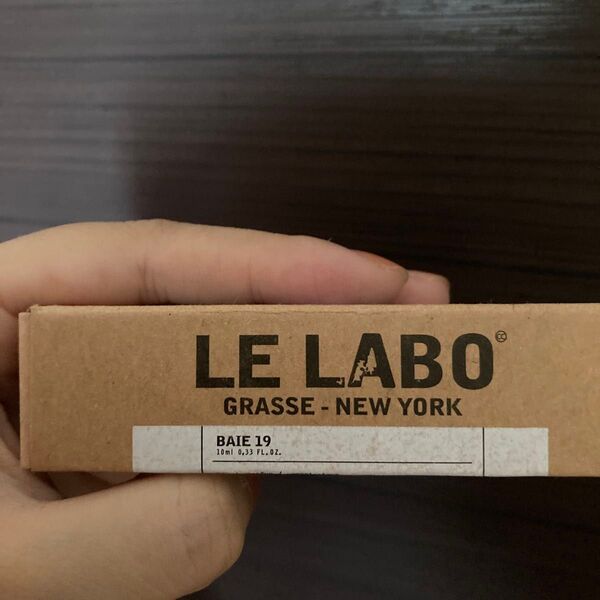 LE LABO
GRASSE - NEW YORK
BAIE 19
10ml 0.33 FL.OZ.